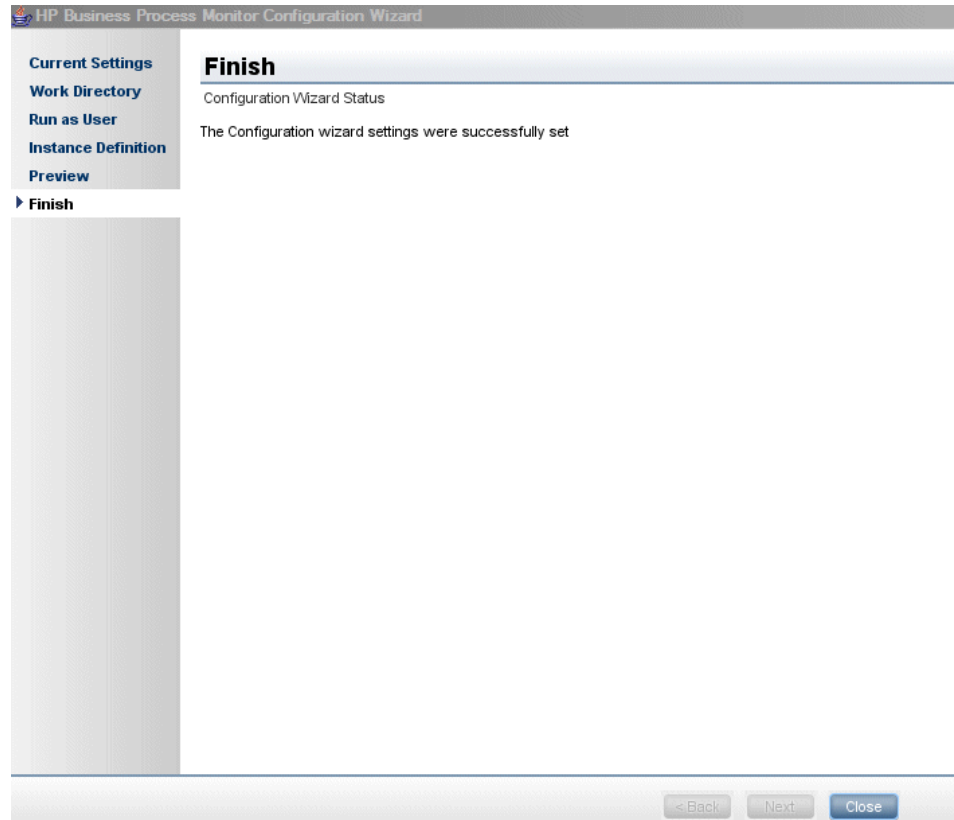 HP Business Process Monitor Configuration Wizard
Current Settings
Work Directory
Run as User
Instance Definition
Preview
Finish
Finish
Configuration Wizard Status
The Configuration wizard settings were successfully set
< Back
Next
Close